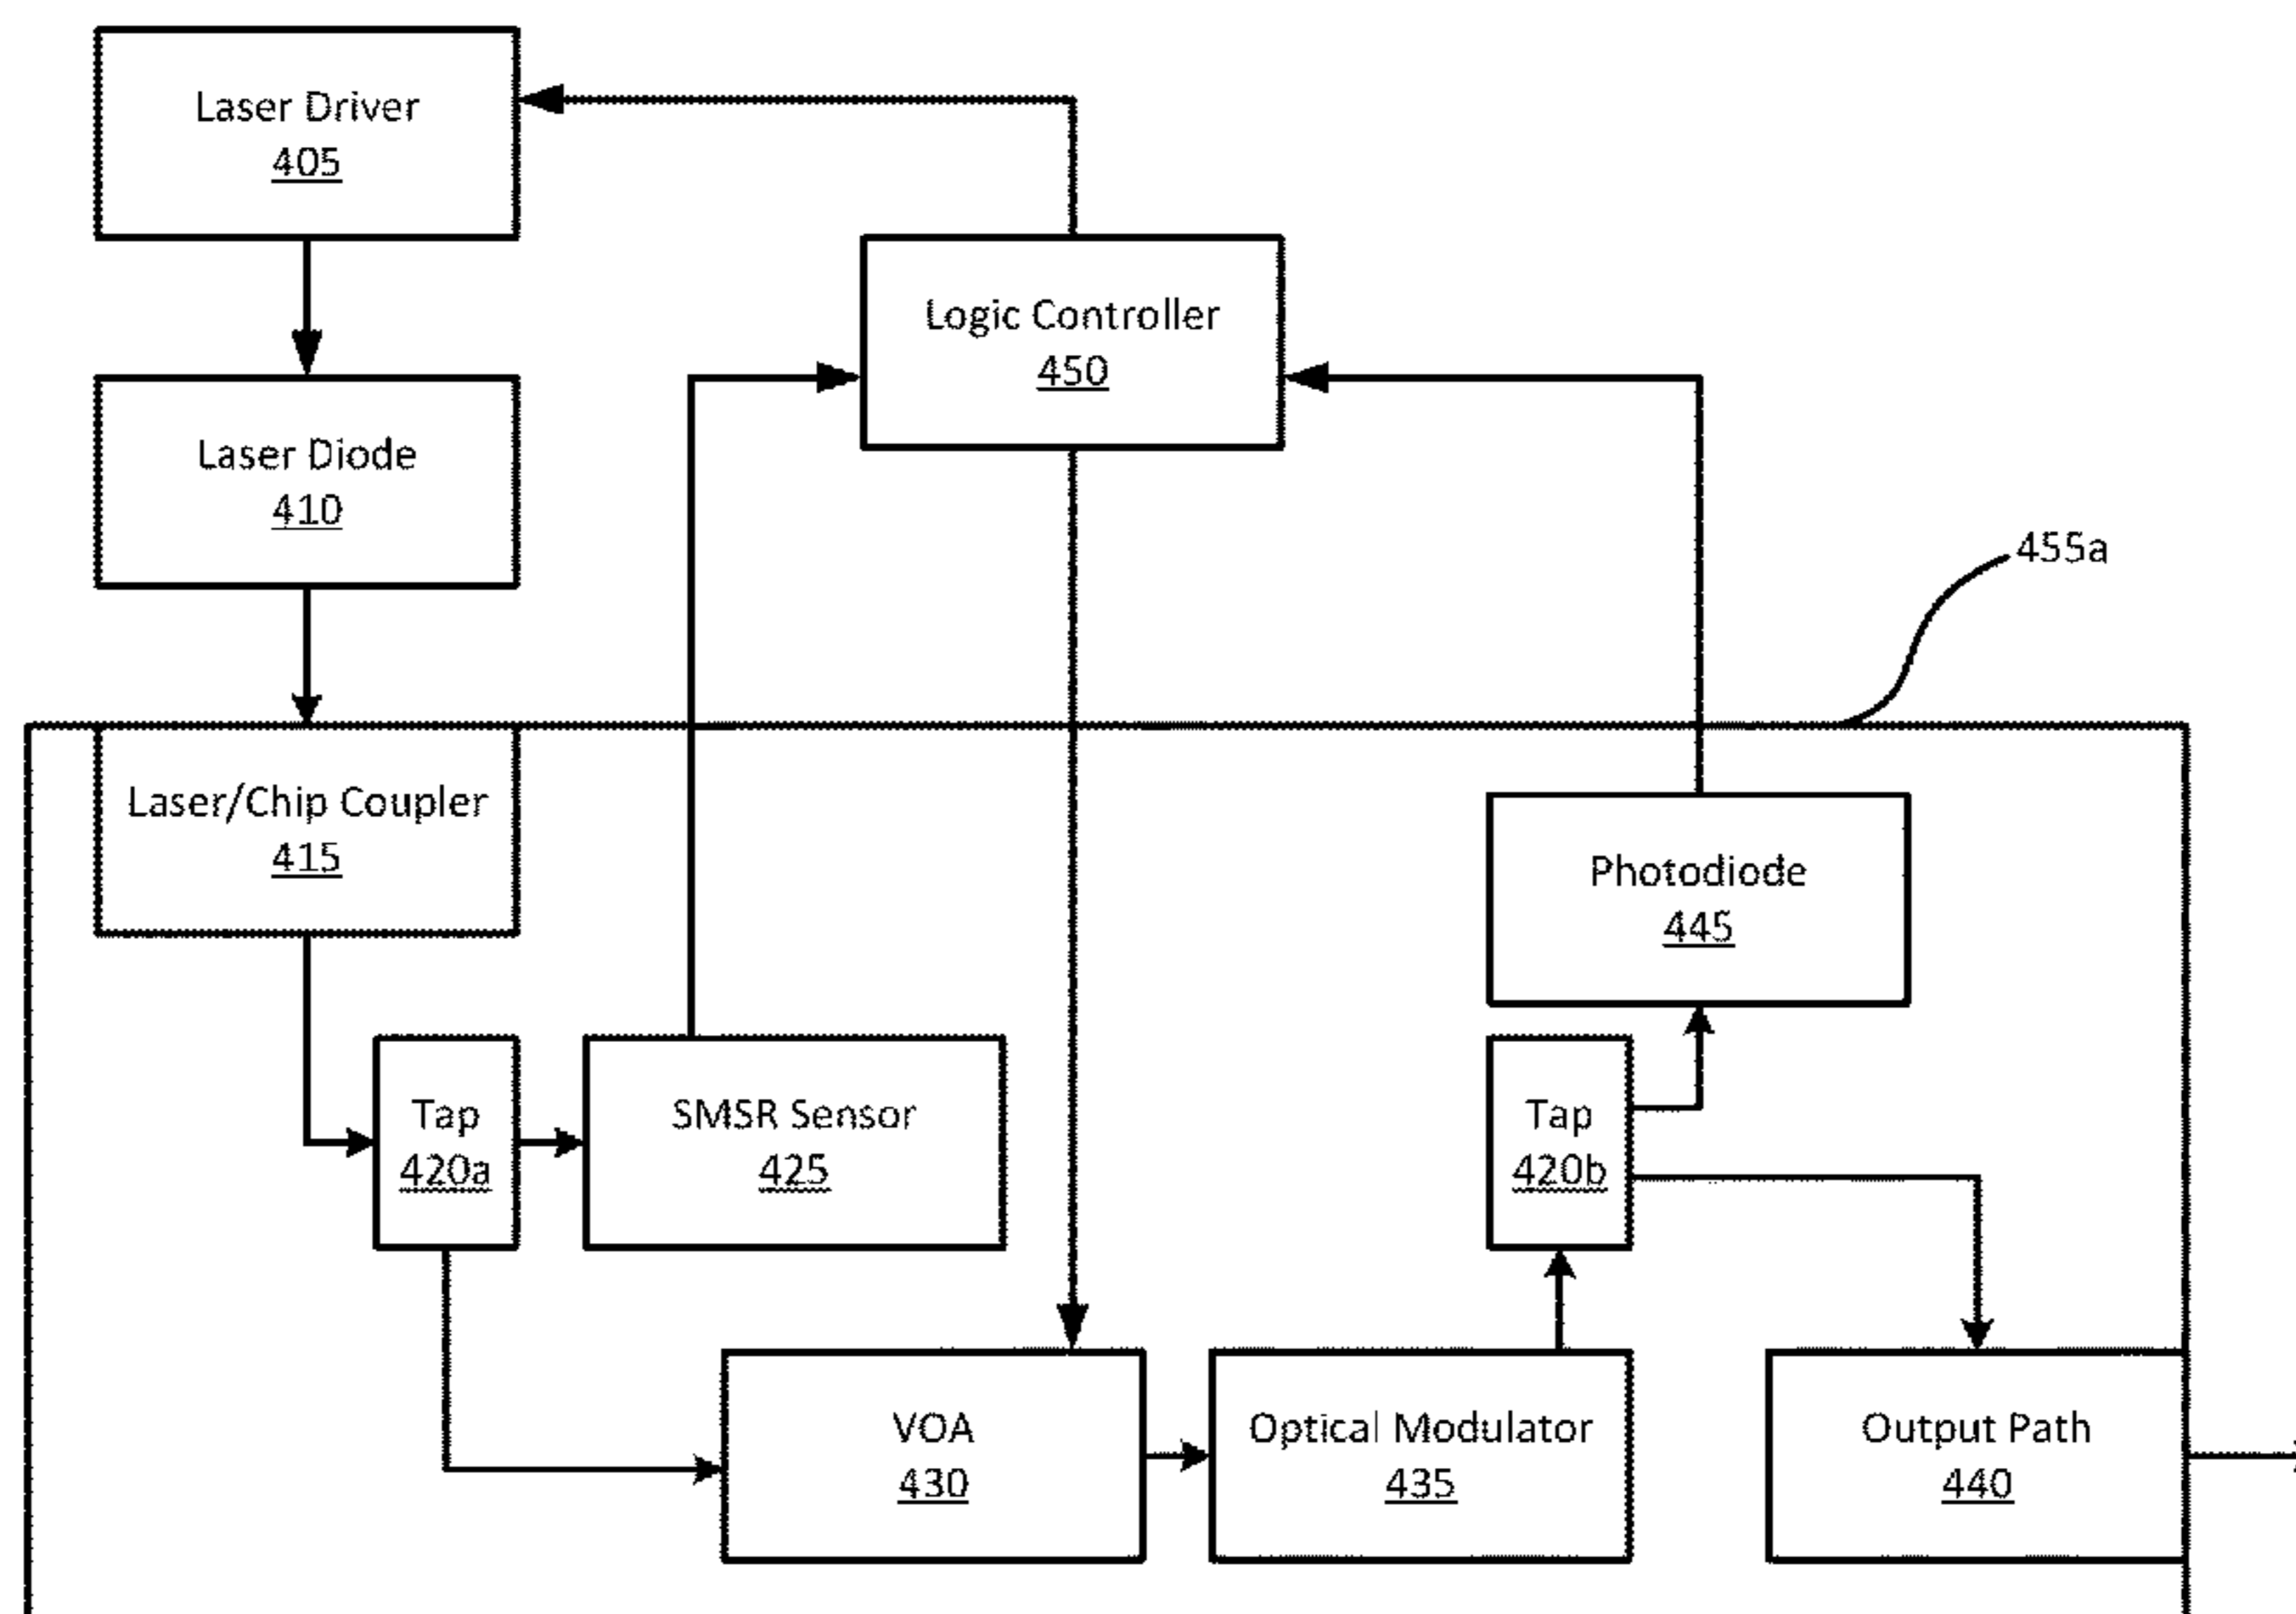 Laser Driver
405
Logic Controller
450
Laser Diode
410
455a
Laser/Chip Coupler
415
Photodiode
445
Tap
420a
SMSR Sensor
425
Tap
420b
VOA
430
Optical Modulator
435
Output Path
440